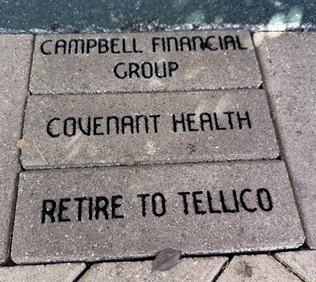 CAMPBELL FINANCIAL
GROUP
COVENANT HEALTH
RETIRE TO TELLICO